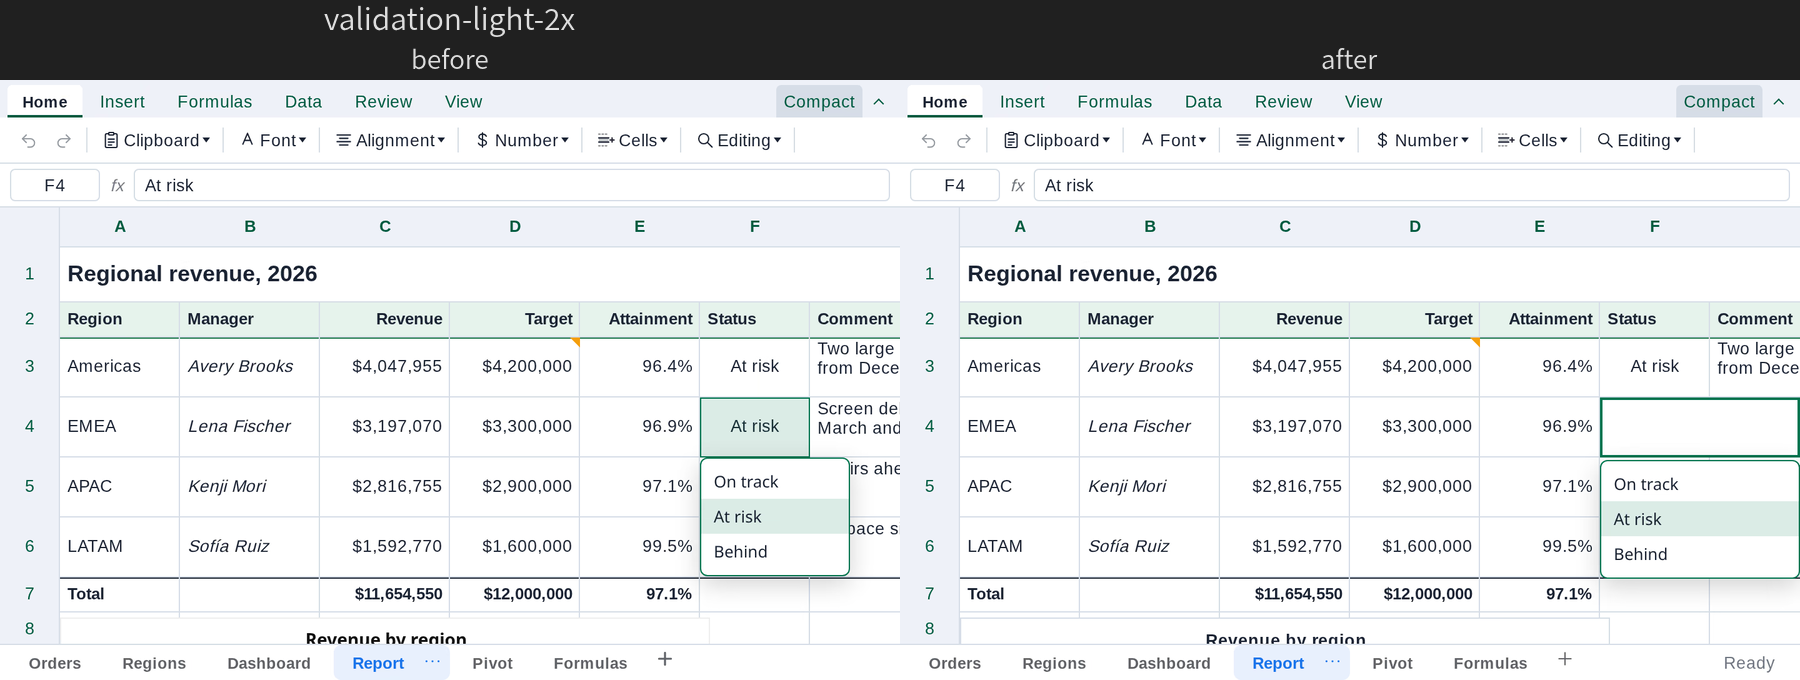 validation-light-2x
before after
Home Insert Formulas Data Review View Compact
Clipboard Font Alignment $ Number Cells Editing
F4 fx At risk
A B C D E F
1 Regional revenue, 2026
2 Region Manager Revenue Target Attainment Status Comment
3 Americas Avery Brooks $4,047,955 $4,200,000 96.4% At risk Two large
from Dece
4 EMEA Lena Fischer $3,197,070 $3,300,000 96.9% At risk Screen de
March and
5 APAC Kenji Mori $2,816,755 $2,900,000 97.1% irs ahe
On track
At risk
6 LATAM Sofía Ruiz $1,592,770 $1,600,000 99.5% pace s
Behind
7 Total $11,654,550 $12,000,000 97.1%
8 Revenue by region
Orders Regions Dashboard Report ... Pivot Formulas +
Home Insert Formulas Data Review View Compact
Clipboard Font Alignment $ Number Cells Editing
F4 fx At risk
A B C D E F
1 Regional revenue, 2026
2 Region Manager Revenue Target Attainment Status Comment
3 Americas Avery Brooks $4,047,955 $4,200,000 96.4% At risk Two large
from Dece
4 EMEA Lena Fischer $3,197,070 $3,300,000 96.9%
5 APAC Kenji Mori $2,816,755 $2,900,000 97.1%
On track
At risk
6 LATAM Sofía Ruiz $1,592,770 $1,600,000 99.5%
Behind
7 Total $11,654,550 $12,000,000 97.1%
8 Revenue by region
Orders Regions Dashboard Report ... Pivot Formulas + Ready